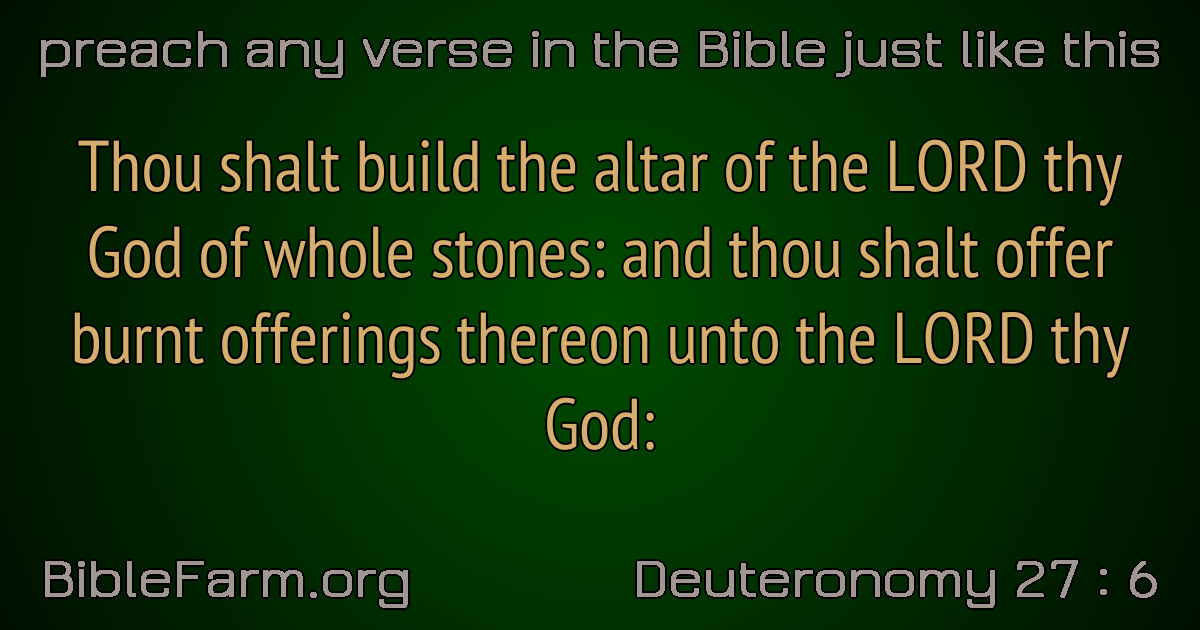 preach any verse in the Bible just like this
Thou shalt build the altar of the LORD thy
God of whole stones: and thou shalt offer
burnt offerings thereon unto the LORD thy
God:
BibleFarm.org
Deuteronomy 27 : 6